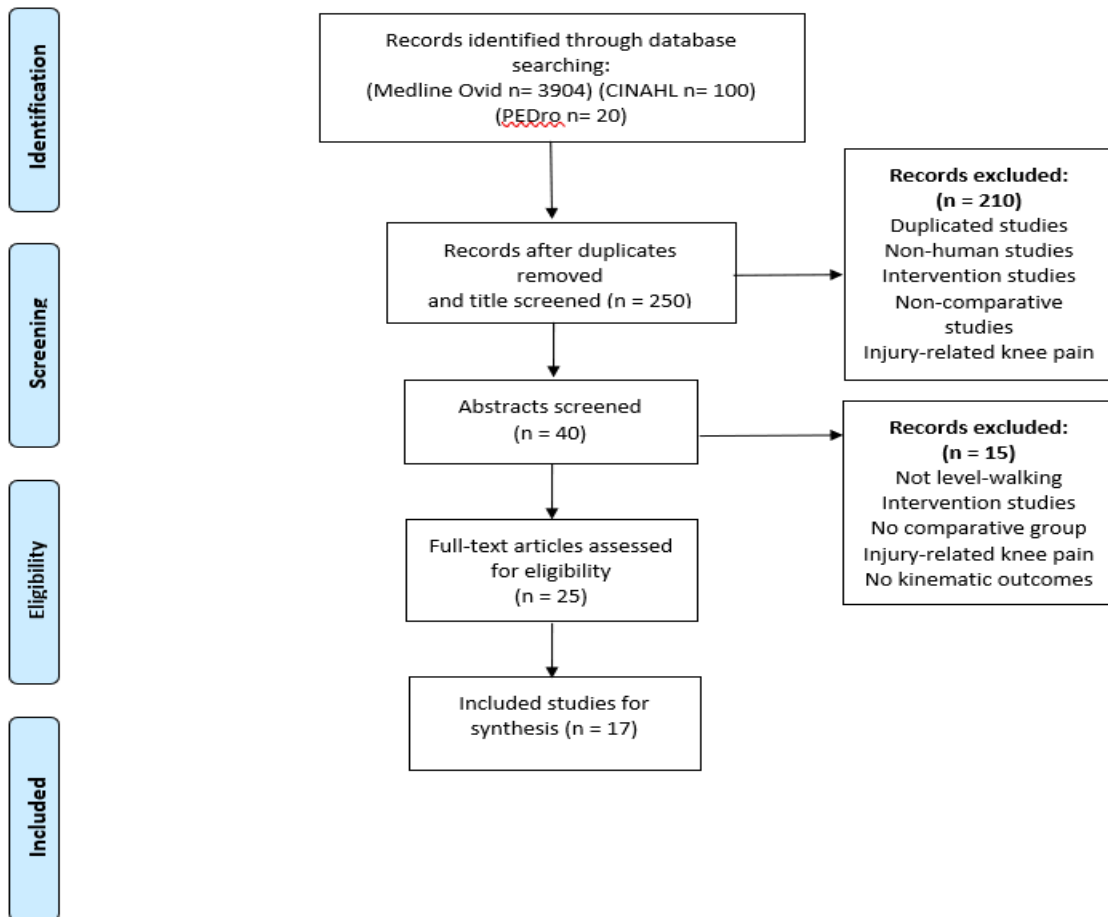 Identification
Records identified through database
searching:
(Medline Ovid n= 3904) (CINAHL n= 100)
(PEDro n= 20)
Records excluded:
(n = 210)
Duplicated studies
Non-human studies
Intervention studies
Non-comparative
studies
Injury-related knee pain
Screening
Records after duplicates
removed
and title screened (n = 250)
Abstracts screened
(n = 40)
Records excluded:
(n = 15)
Not level-walking
Intervention studies
No comparative group
Injury-related knee pain
No kinematic outcomes
Eligibility
Full-text articles assessed
for eligibility
(n = 25)
Included
Included studies for
synthesis (n = 17)